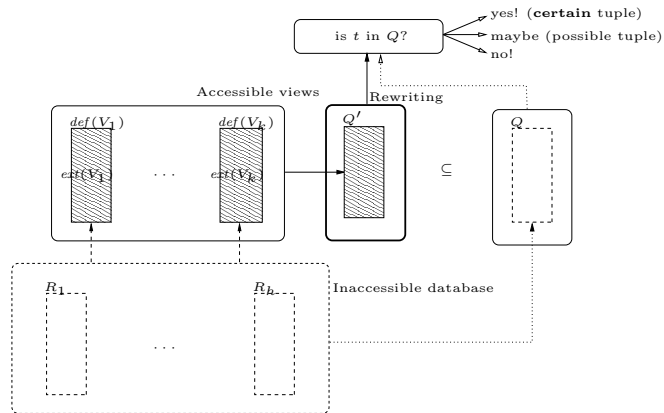 yes! (certain tuple)
is t in Q?
maybe (possible tuple)
no!
Accessible views
Rewriting
def(V1) def(Vk) Q′ Q
ext(V1) · · · ext(Vk) ⊆
R1 Rh Inaccessible database
· · ·